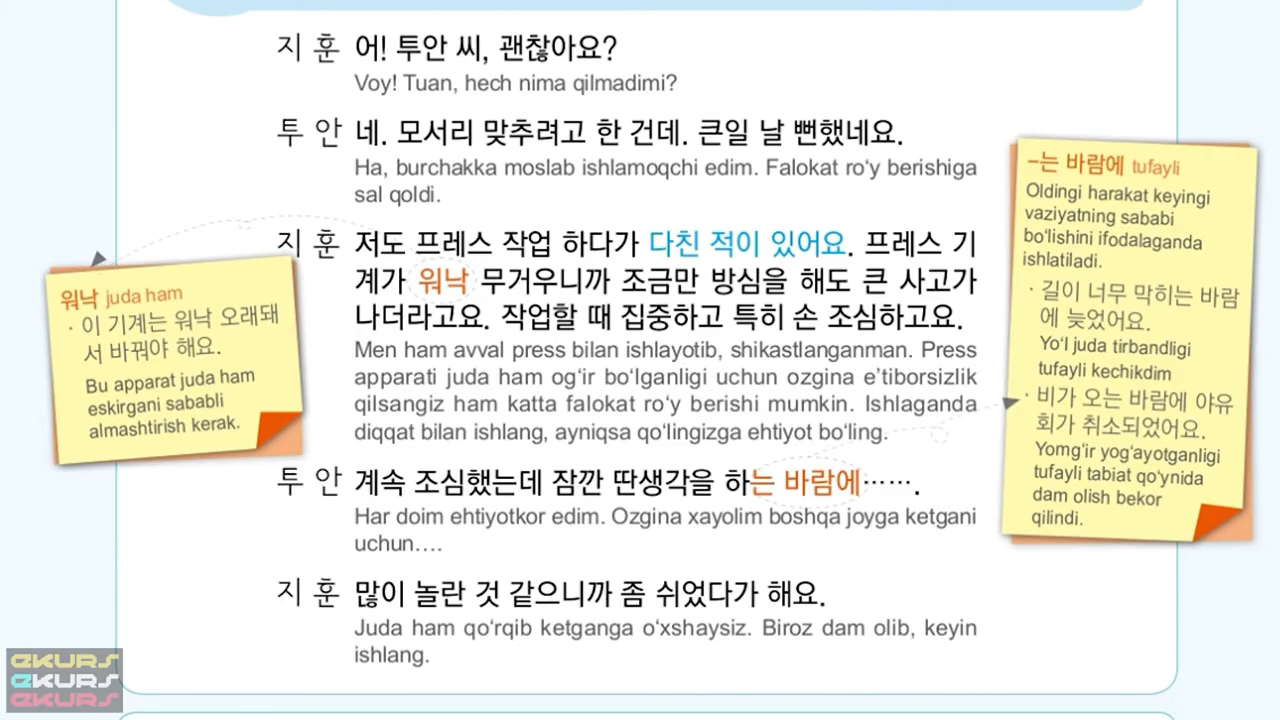 지 훈 어! 투안 씨, 괜찮아요?
Voy! Tuan, hech nima qilmadimi?
투 안 네. 모서리 맞추려고 한 건데. 큰일 날 뻔했네요.
Ha, burchakka moslab ishlamoqchi edim. Falokat ro‘y berishiga
sal qoldi.
지 훈 저도 프레스 작업 하다가 다친 적이 있어요. 프레스 기
계가 워낙 무거우니까 조금만 방심을 해도 큰 사고가
나더라고요. 작업할 때 집중하고 특히 손 조심하고요.
Men ham avval press bilan ishlayotib, shikastlanganman. Press
apparati juda ham og‘ir bo‘lganligi uchun ozgina e’tiborsizlik
qilsangiz ham katta falokat ro‘y berishi mumkin. Ishlaganda
diqqat bilan ishlang, ayniqsa qo‘lingizga ehtiyot bo‘ling.
투 안 계속 조심했는데 잠깐 딴생각을 하는 바람에…….
Har doim ehtiyotkor edim. Ozgina xayolim boshqa joyga ketgani
uchun….
지 훈 많이 놀란 것 같으니까 좀 쉬었다가 해요.
Juda ham qo‘rqib ketganga o‘xshaysiz. Biroz dam olib, keyin
ishlang.
워낙 juda ham
· 이 기계는 워낙 오래돼
서 바꿔야 해요.
Bu apparat juda ham
eskirgani sababli
almashtirish kerak.
–는 바람에 tufayli
Oldingi harakat keyingi
vaziyatning sababi
bo‘lishini ifodalaganda
ishlatiladi.
· 길이 너무 막히는 바람
에 늦었어요.
Yo‘l juda tirbandligi
tufayli kechikdim
· 비가 오는 바람에 야유
회가 취소되었어요.
Yomg‘ir yog‘ayotganligi
tufayli tabiat qo‘ynida
dam olish bekor
qilindi.
EKURS
EKURS
EKURS